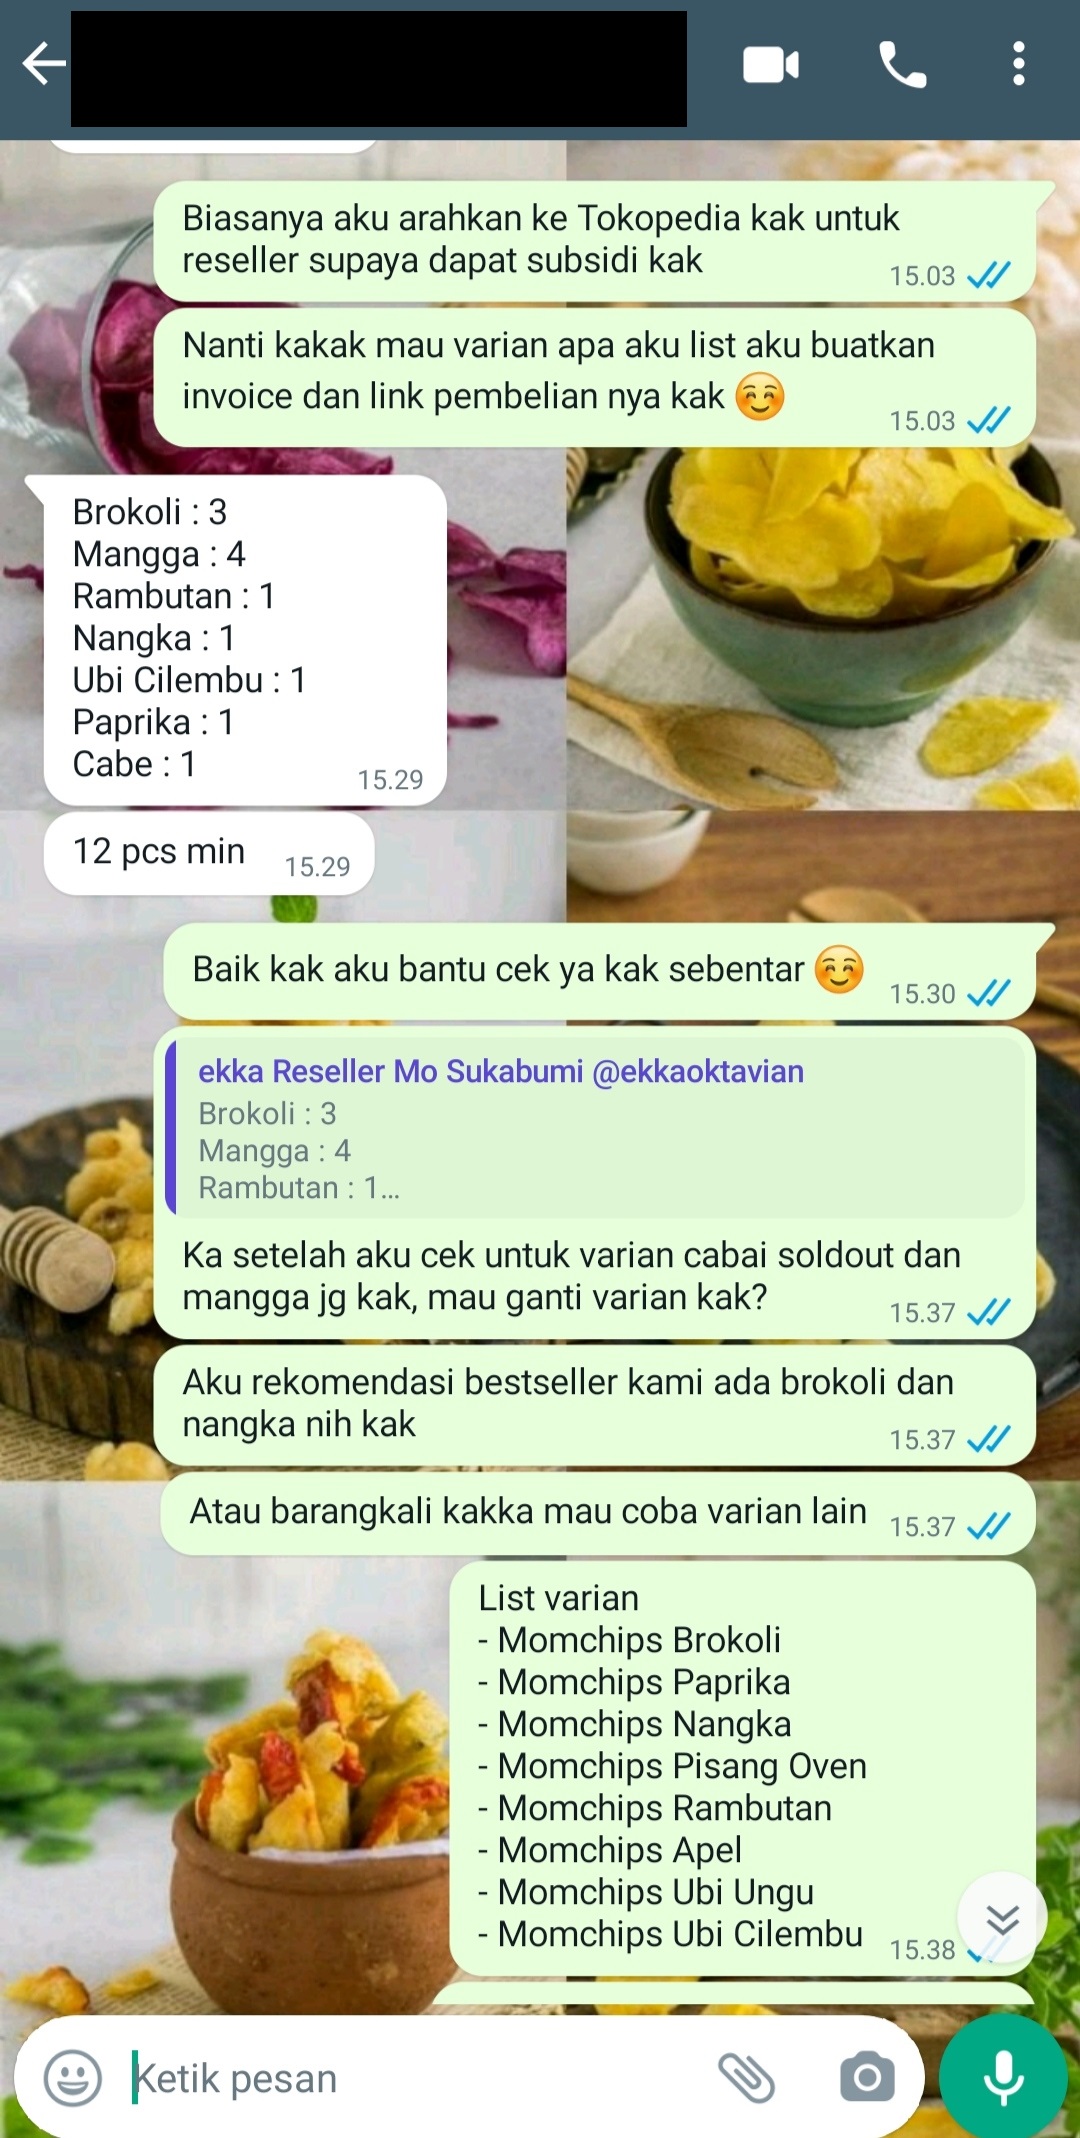 Biasanya aku arahkan ke Tokopedia kak untuk
reseller supaya dapat subsidi kak
15.03
Nanti kakak mau varian apa aku list aku buatkan
invoice dan link pembelian nya kak ☺️
15.03
Brokoli : 3
Mangga : 4
Rambutan : 1
Nangka : 1
Ubi Cilembu : 1
Paprika : 1
Cabe : 1
15.29
12 pcs min
15.29
Baik kak aku bantu cek ya kak sebentar ☺️
15.30
ekka Reseller Mo Sukabumi @ekkaoktavian
Brokoli : 3
Mangga : 4
Rambutan : 1...
Ka setelah aku cek untuk varian cabai soldout dan
mangga jg kak, mau ganti varian kak?
15.37
Aku rekomendasi bestseller kami ada brokoli dan
nangka nih kak
15.37
Atau barangkali kakka mau coba varian lain
15.37
List varian
- Momchips Brokoli
- Momchips Paprika
- Momchips Nangka
- Momchips Pisang Oven
- Momchips Rambutan
- Momchips Apel
- Momchips Ubi Ungu
- Momchips Ubi Cilembu
15.38
Ketik pesan